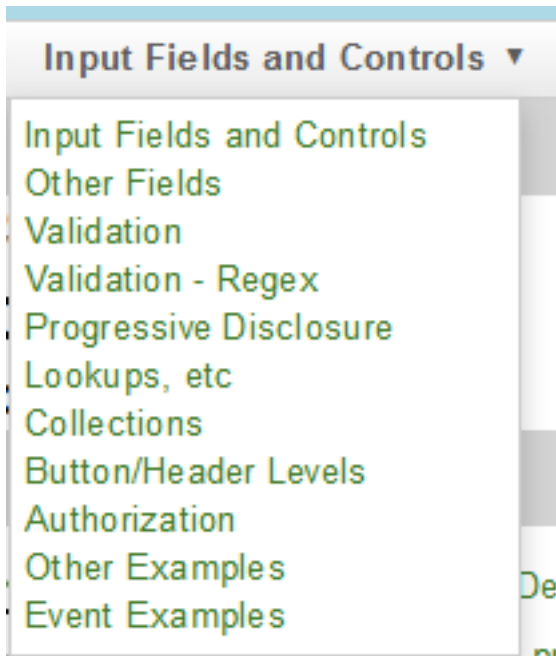 Input Fields and Controls ▼
Input Fields and Controls
Other Fields
Validation
Validation - Regex
Progressive Disclosure
Lookups, etc
Collections
Button/Header Levels
Authorization
Other Examples
Event Examples